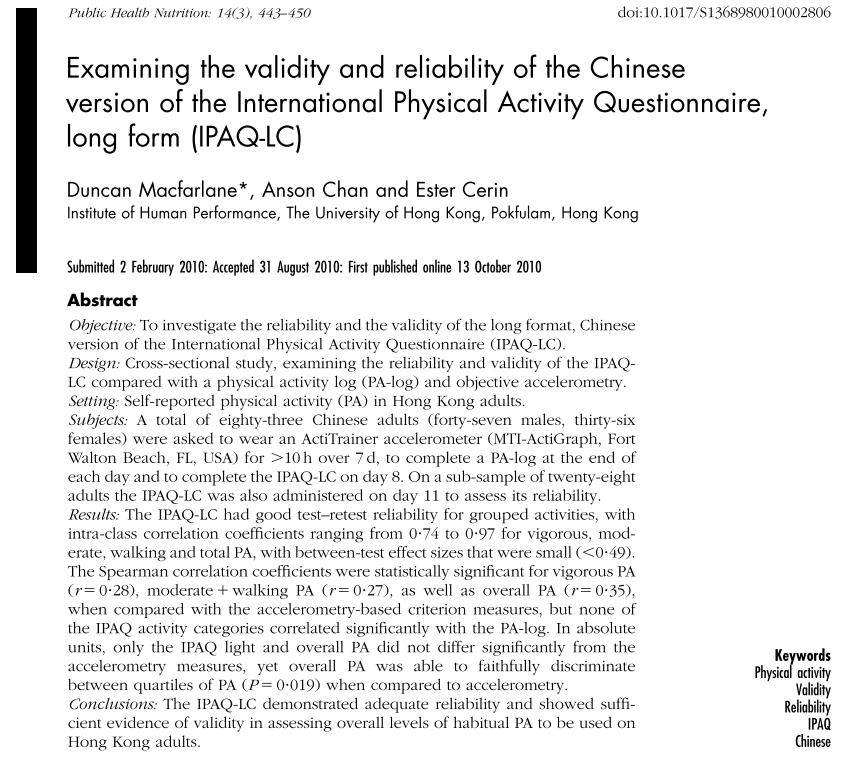 Public Health Nutrition: 14(3), 443–450
doi:10.1017/S1368980010002806
Examining the validity and reliability of the Chinese
version of the International Physical Activity Questionnaire,
long form (IPAQ-LC)
Duncan Macfarlane*, Anson Chan and Ester Cerin
Institute of Human Performance, The University of Hong Kong, Pokfulam, Hong Kong
Submitted 2 February 2010: Accepted 31 August 2010: First published online 13 October 2010
Abstract
Objective: To investigate the reliability and the validity of the long format, Chinese
version of the International Physical Activity Questionnaire (IPAQ-LC).
Design: Cross-sectional study, examining the reliability and validity of the IPAQ-
LC compared with a physical activity log (PA-log) and objective accelerometry.
Setting: Self-reported physical activity (PA) in Hong Kong adults.
Subjects: A total of eighty-three Chinese adults (forty-seven males, thirty-six
females) were asked to wear an ActiTrainer accelerometer (MTI-ActiGraph, Fort
Walton Beach, FL, USA) for >10 h over 7 d, to complete a PA-log at the end of
each day and to complete the IPAQ-LC on day 8. On a sub-sample of twenty-eight
adults the IPAQ-LC was also administered on day 11 to assess its reliability.
Results: The IPAQ-LC had good test–retest reliability for grouped activities, with
intra-class correlation coefficients ranging from 0·74 to 0·97 for vigorous, mod-
erate, walking and total PA, with between-test effect sizes that were small (<0·49).
The Spearman correlation coefficients were statistically significant for vigorous PA
(r = 0·28), moderate + walking PA (r = 0·27), as well as overall PA (r = 0·35),
when compared with the accelerometry-based criterion measures, but none of
the IPAQ activity categories correlated significantly with the PA-log. In absolute
units, only the IPAQ light and overall PA did not differ significantly from the
accelerometry measures, yet overall PA was able to faithfully discriminate
between quartiles of PA (P = 0·019) when compared to accelerometry.
Conclusions: The IPAQ-LC demonstrated adequate reliability and showed suffi-
cient evidence of validity in assessing overall levels of habitual PA to be used on
Hong Kong adults.
Keywords
Physical activity
Validity
Reliability
IPAQ
Chinese